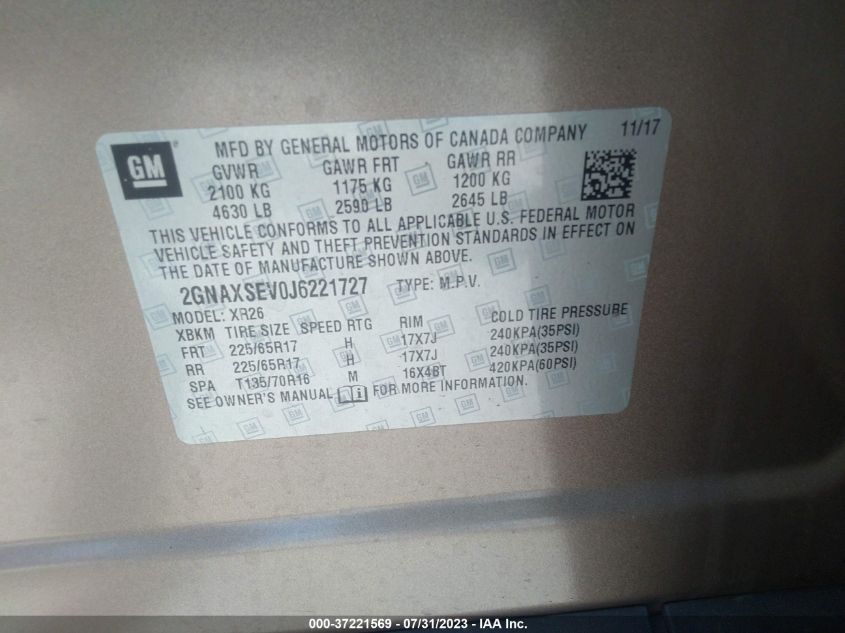 GM
MFD BY GENERAL MOTORS OF CANADA COMPANY 11/17
GVWR GAWR FRT GAWR RR
2100 KG 1175 KG 1200 KG
4630 LB 2590 LB 2645 LB
THIS VEHICLE CONFORMS TO ALL APPLICABLE U.S. FEDERAL MOTOR
VEHICLE SAFETY AND THEFT PREVENTION STANDARDS IN EFFECT ON
THE DATE OF MANUFACTURE SHOWN ABOVE.
2GNAXSEV0J6221727 TYPE: M.P.V.
MODEL: XR26
XBKM TIRE SIZE SPEED RTG RIM COLD TIRE PRESSURE
FRT 225/65R17 H 17X7J 240KPA(35PSI)
RR 225/65R17 H 17X7J 240KPA(35PSI)
SPA T135/70R16 M 16X4BT 420KPA(60PSI)
SEE OWNER'S MANUAL FOR MORE INFORMATION.
000-37221569 - 07/31/2023 - IAA Inc.